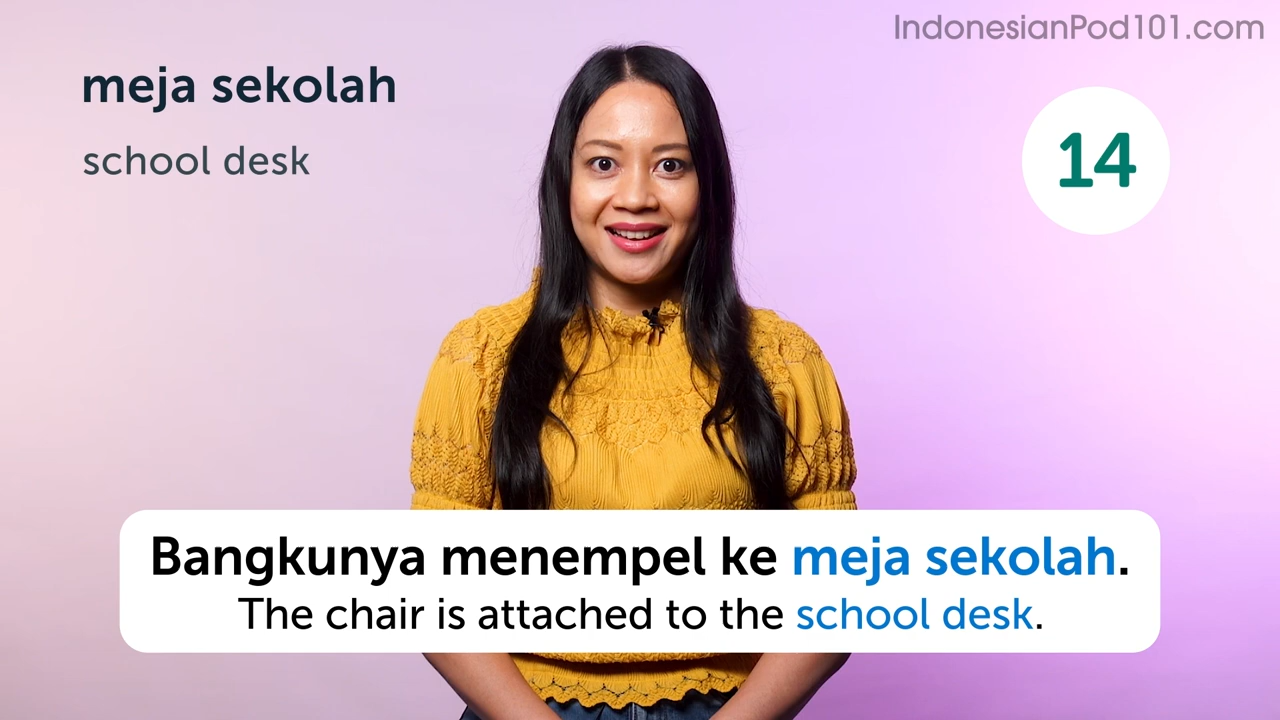 IndonesianPod101.com
meja sekolah
school desk
14
Bangkunya menempel ke meja sekolah.
The chair is attached to the school desk.